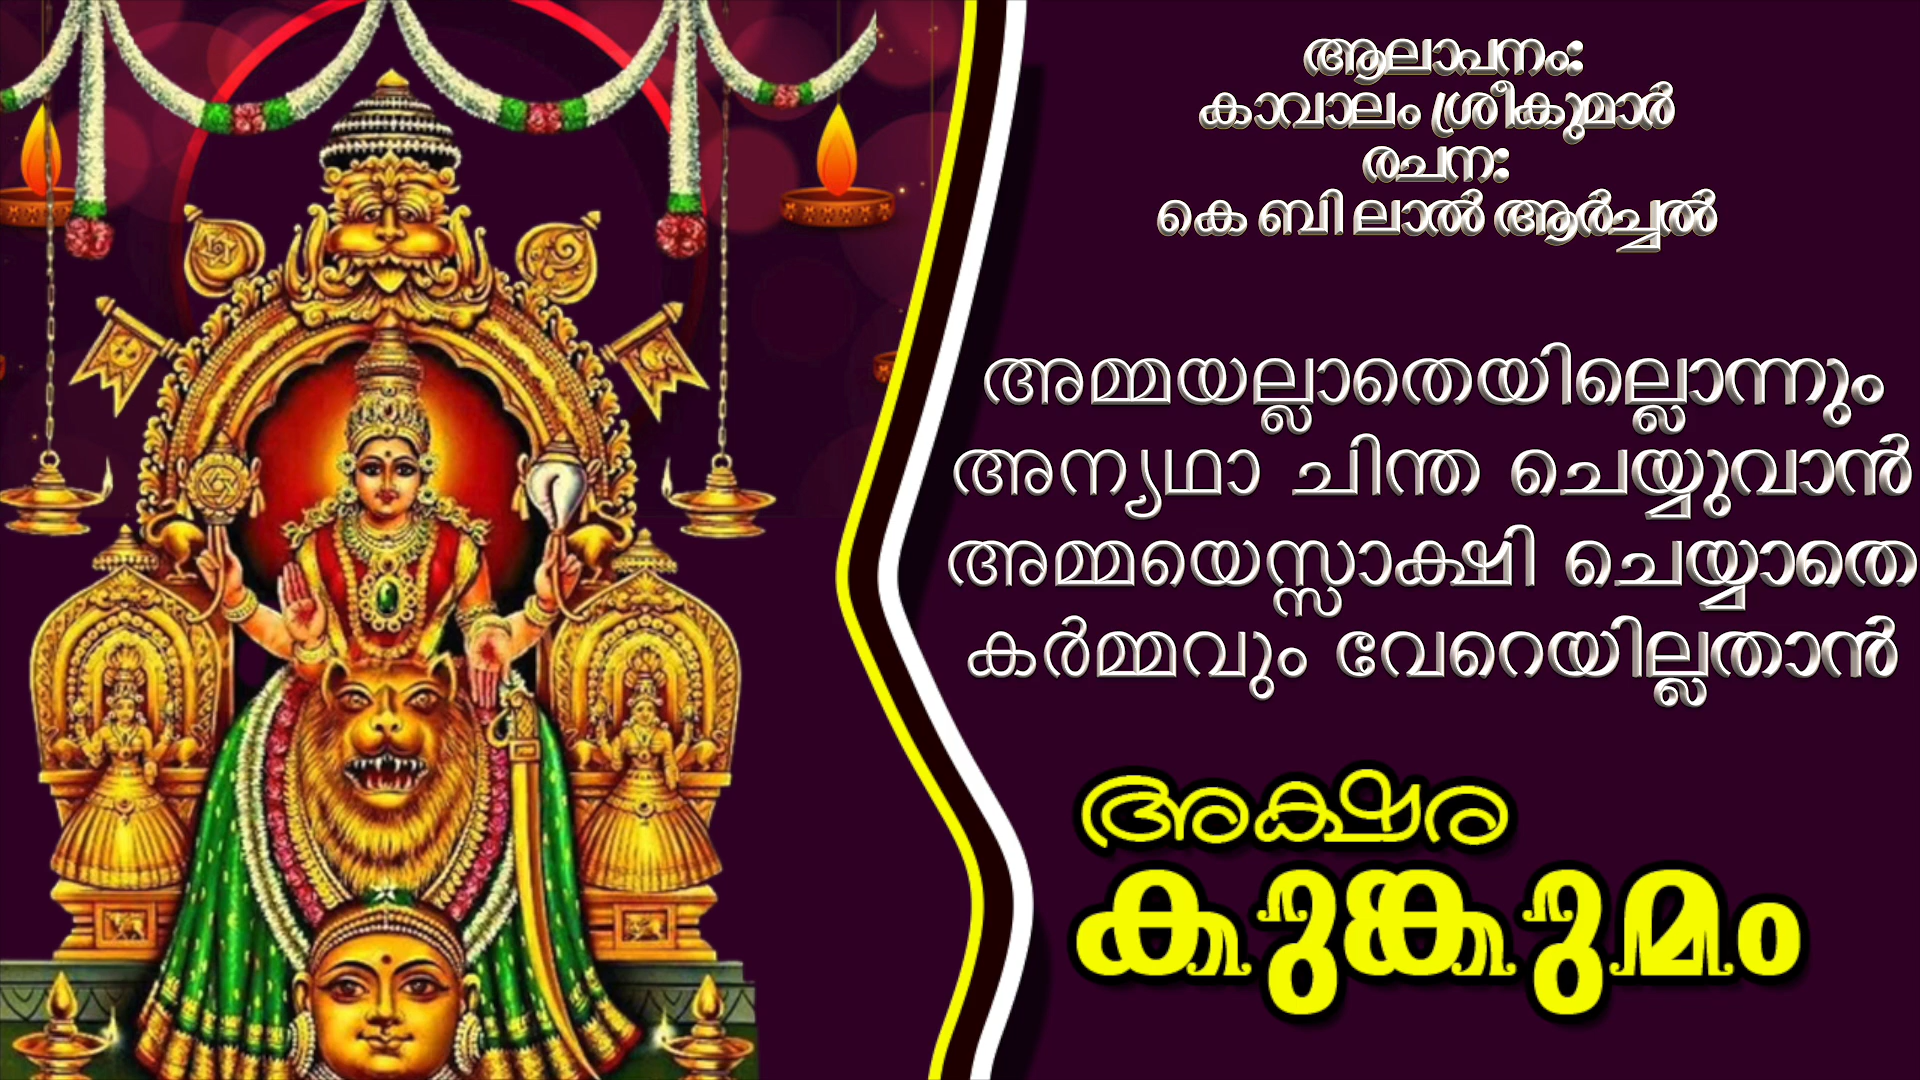 ആലാപനം:
കാവാലം ശ്രീകുമാർ
രചന:
കെ ബി ലാൽ ആർച്ചൽ
അമ്മയല്ലാതെയില്ലൊന്നും
അന്യഥാ ചിന്ത ചെയ്യുവാൻ
അമ്മയെസ്സാക്ഷി ചെയ്യാതെ
കർമ്മവും വേറെയില്ലതാൻ
അക്ഷര
കുങ്കുമം